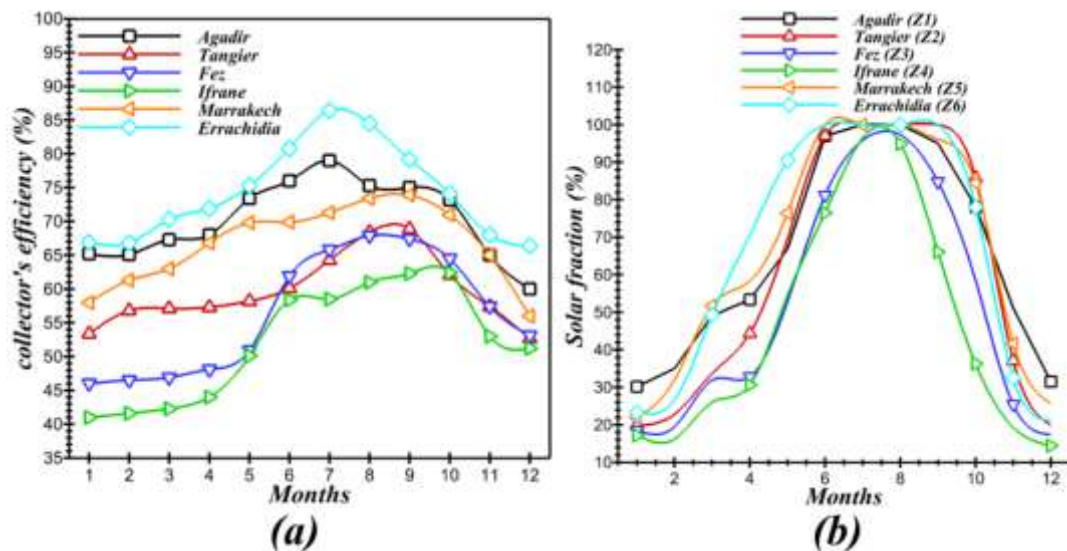 100
95
90
85
80
75
70
65
60
55
50
45
40
35
collector's efficiency (%)
Agadir
Tangier
Fez
Ifrane
Marrakech
Errachidia
1 2 3 4 5 6 7 8 9 10 11 12
Months
(a)
Agadir (Z1)
Tangier (Z2)
Fez (Z3)
Ifrane (Z4)
Marrakech (Z5)
Errachidia (Z6)
120
110
100
90
80
70
60
50
40
30
20
10
Solar fraction (%)
2 4 6 8 10 12
Months
(b)